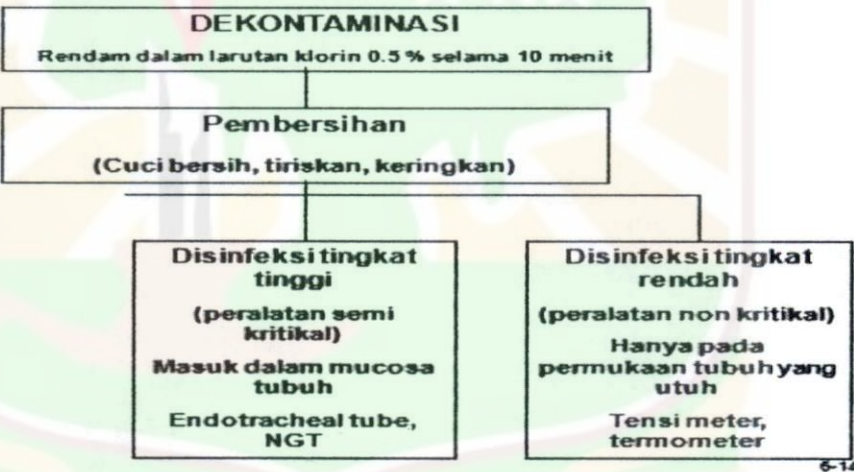 DEKONTAMINASI
Rendam dalam larutan klorin 0.5 % selama 10 menit
Pembersihan
(Cuci bersih, tiriskan, keringkan)
Disinfeksi tingkat
tinggi
(peralatan semi
kritikal)
Masuk dalam mucosa
tubuh
Endotracheal tube,
NGT
Disinfeksi tingkat
rendah
(peralatan non kritikal)
Hanya pada
permukaan tubuh yang
utuh
Tensi meter,
termometer